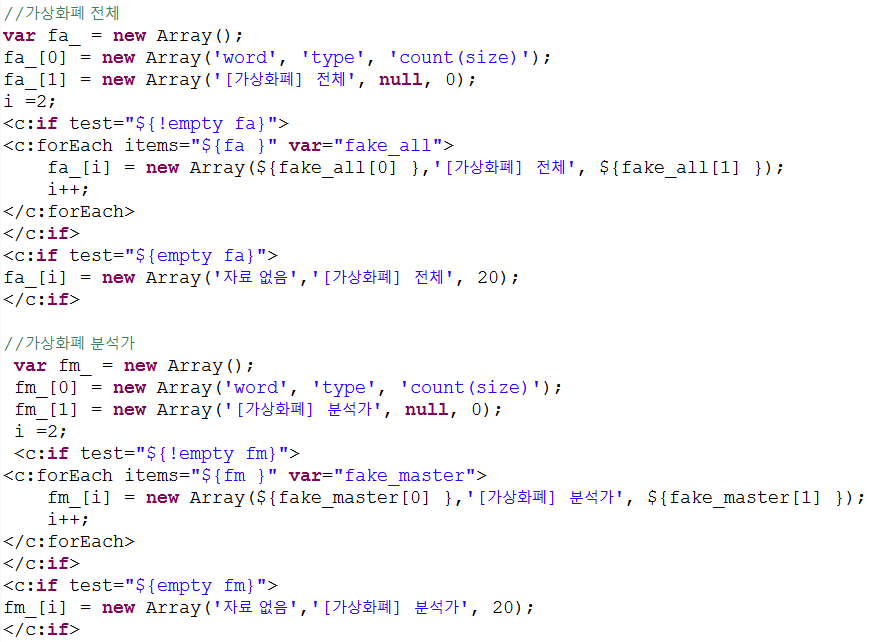 //가상화폐 전체
var fa_ = new Array();
fa_[0] = new Array('word', 'type', 'count(size)');
fa_[1] = new Array('[가상화폐] 전체', null, 0);
i =2;
<c:if test="${!empty fa}">
<c:forEach items="${fa }" var="fake_all">
    fa_[i] = new Array(${fake_all[0] },'[가상화폐] 전체', ${fake_all[1] });
    i++;
</c:forEach>
</c:if>
<c:if test="${empty fa}">
fa_[i] = new Array('자료 없음','[가상화폐] 전체', 20);
</c:if>

//가상화폐 분석가
 var fm_ = new Array();
 fm_[0] = new Array('word', 'type', 'count(size)');
 fm_[1] = new Array('[가상화폐] 분석가', null, 0);
 i =2;
 <c:if test="${!empty fm}">
<c:forEach items="${fm }" var="fake_master">
    fm_[i] = new Array(${fake_master[0] },'[가상화폐] 분석가', ${fake_master[1] });
    i++;
</c:forEach>
</c:if>
<c:if test="${empty fm}">
fm_[i] = new Array('자료 없음','[가상화폐] 분석가', 20);
</c:if>